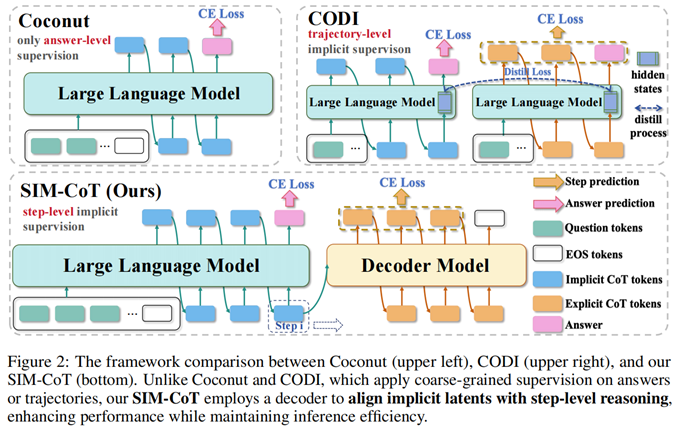 Coconut
only answer-level
supervision
CE Loss
Large Language Model
...
CODI
trajectory-level
implicit supervison
CE Loss
CE Loss
Distill Loss
Large Language Model
Large Language Model
...
...
hidden
states
distill
process
SIM-CoT (Ours)
step-level implicit
supervision
CE Loss
CE Loss
Large Language Model
Decoder Model
...
Step i
Step prediction
Answer prediction
Question tokens
EOS tokens
Implicit CoT tokens
Explicit CoT tokens
Answer
Figure 2: The framework comparison between Coconut (upper left), CODI (upper right), and our
SIM-CoT (bottom). Unlike Coconut and CODI, which apply coarse-grained supervision on answers
or trajectories, our SIM-CoT employs a decoder to align implicit latents with step-level reasoning,
enhancing performance while maintaining inference efficiency.